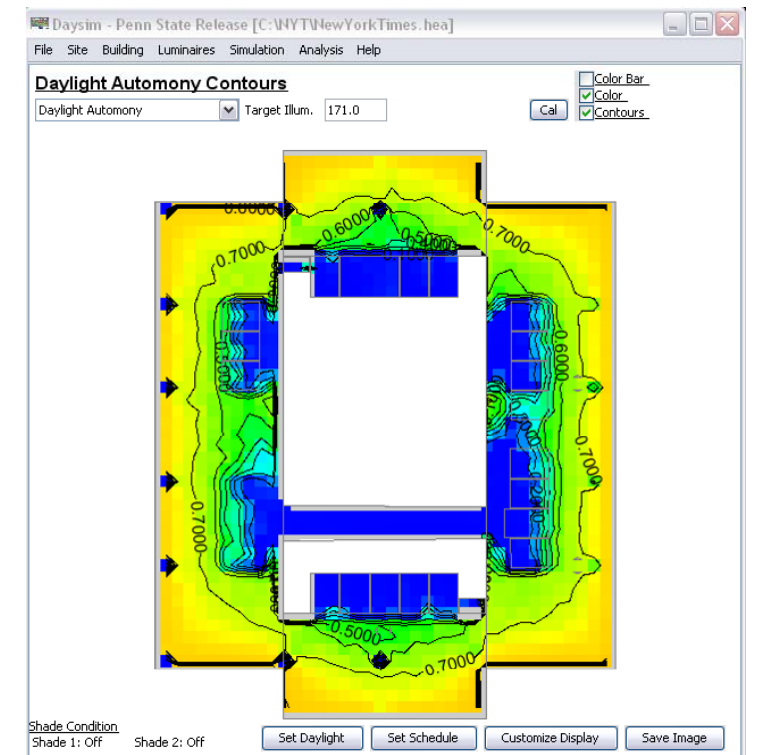 Daysim - Penn State Release [C:\NYT\NewYorkTimes.hea]
File Site Building Luminaires Simulation Analysis Help
Daylight Automony Contours
Color Bar
Color
Contours
Daylight Automony
Target Illum.
171.0
Cal
0.6000
0.5000
0.7000
0.7000
0.5000
0.6000
0.7000
0.7000
0.5000
0.7000
Shade Condition
Shade 1: Off Shade 2: Off
Set Daylight
Set Schedule
Customize Display
Save Image